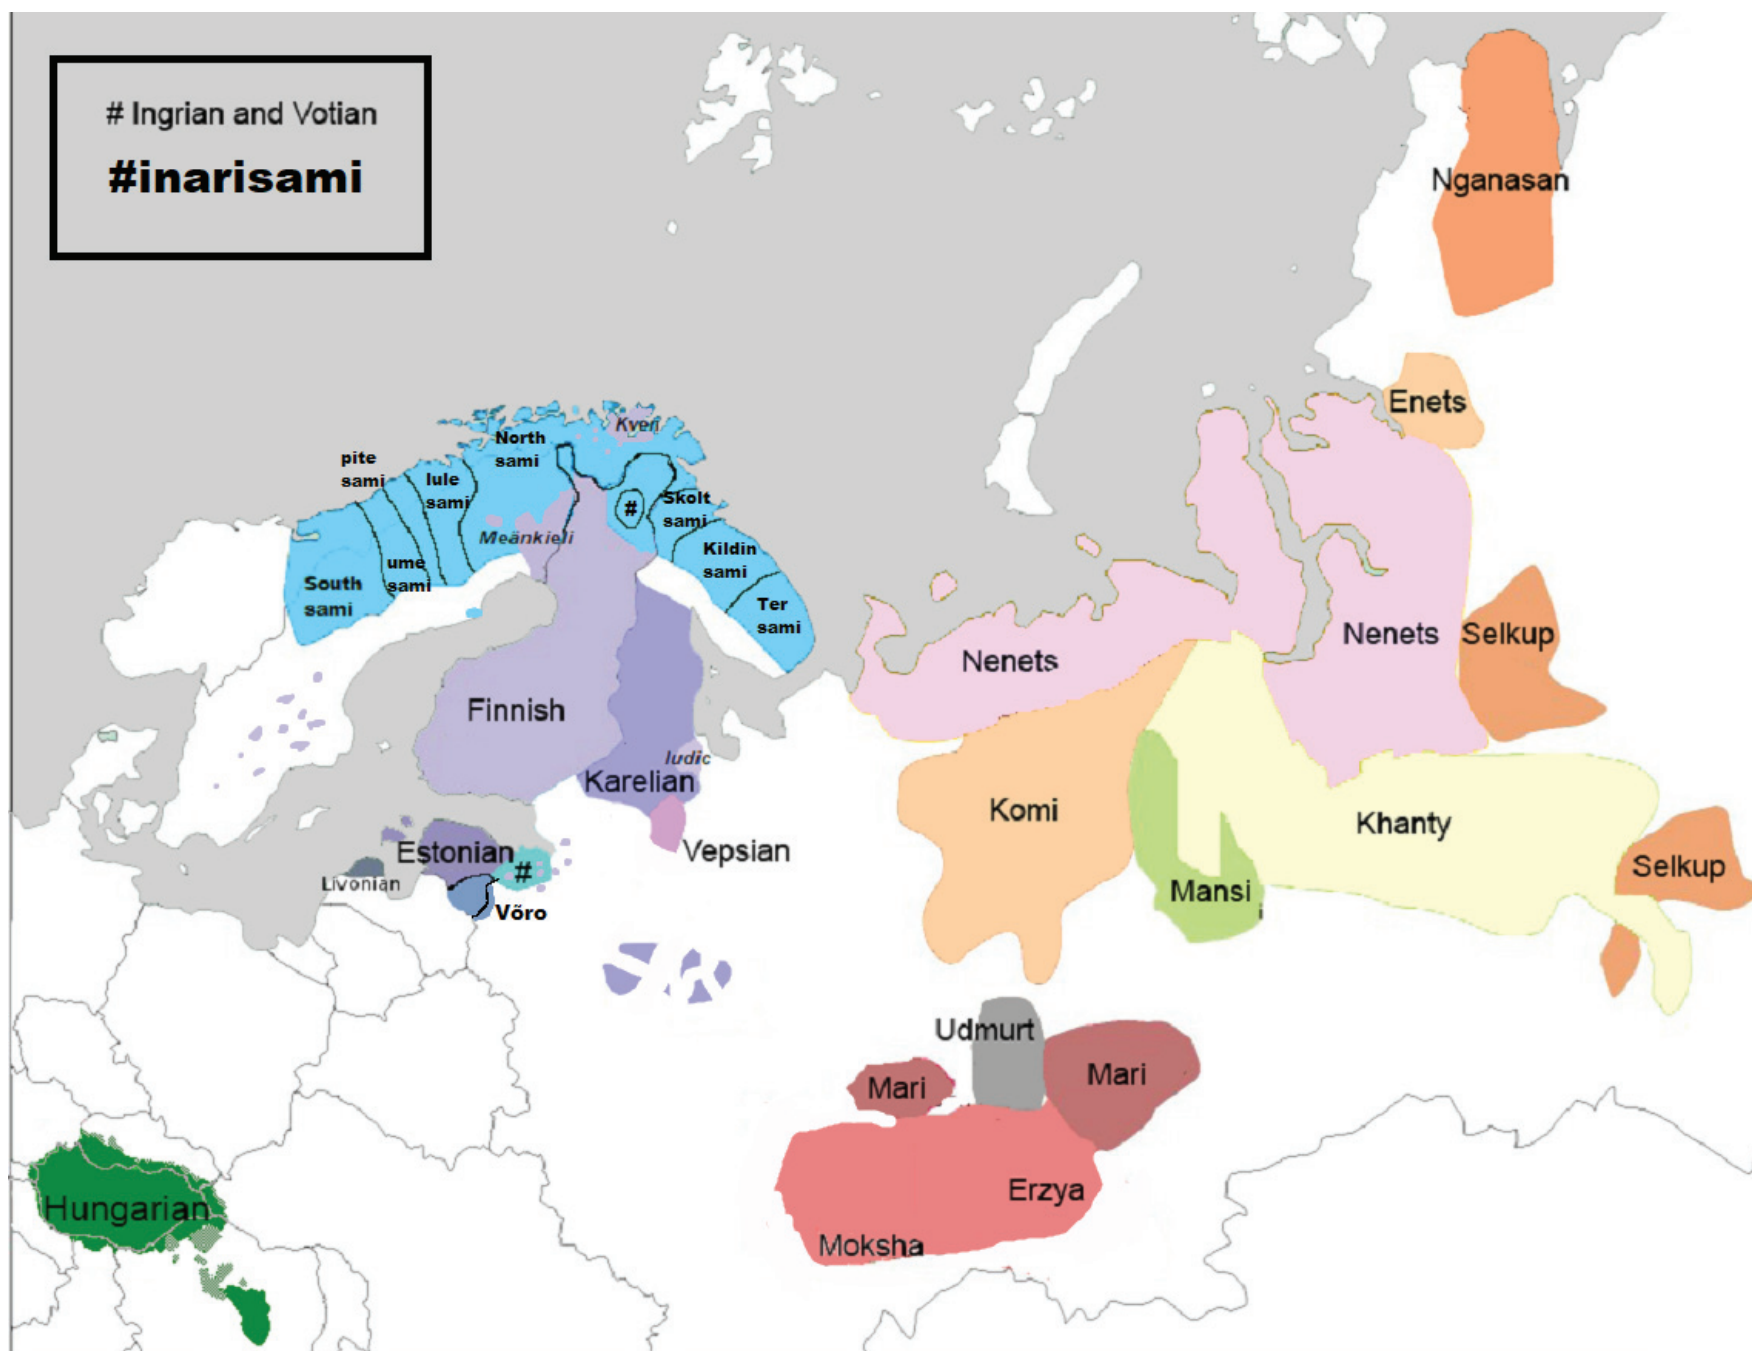 # Ingrian and Votian
#inarisami
Nganasan
Enets
Kveri
North
sami
pite
sami
lule
sami
#
Skolt
sami
Meänkieli
Kildin
sami
ume
sami
South
sami
Ter
sami
Nenets
Selkup
Nenets
Finnish
ludic
Karelian
Komi
Khanty
Vepsian
Estonian
#
Livonian
Mansi
i
Selkup
Võro
Udmurt
Mari
Mari
Erzya
Hungarian
Moksha